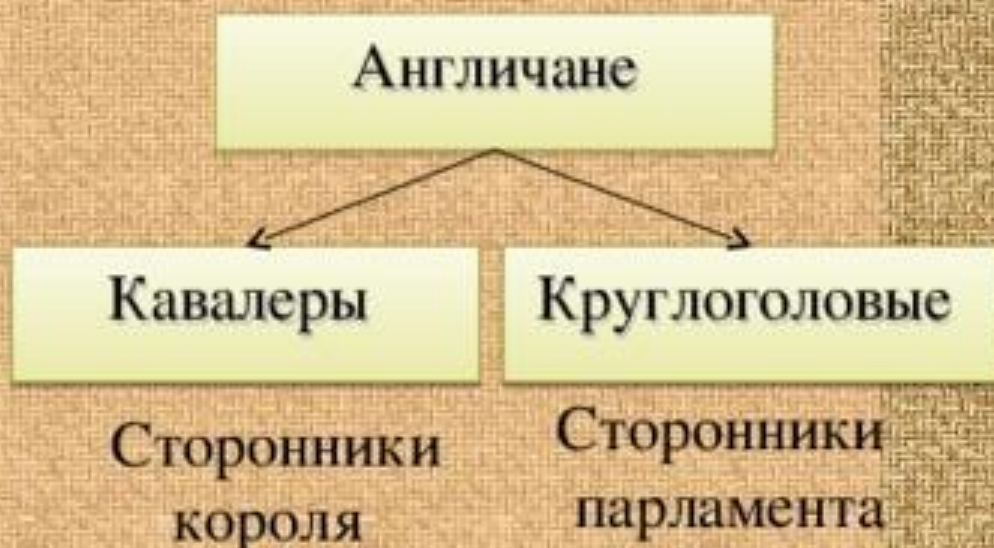 Англичане
Кавалеры
Круглоголовые
Сторонники
короля
Сторонники
парламента